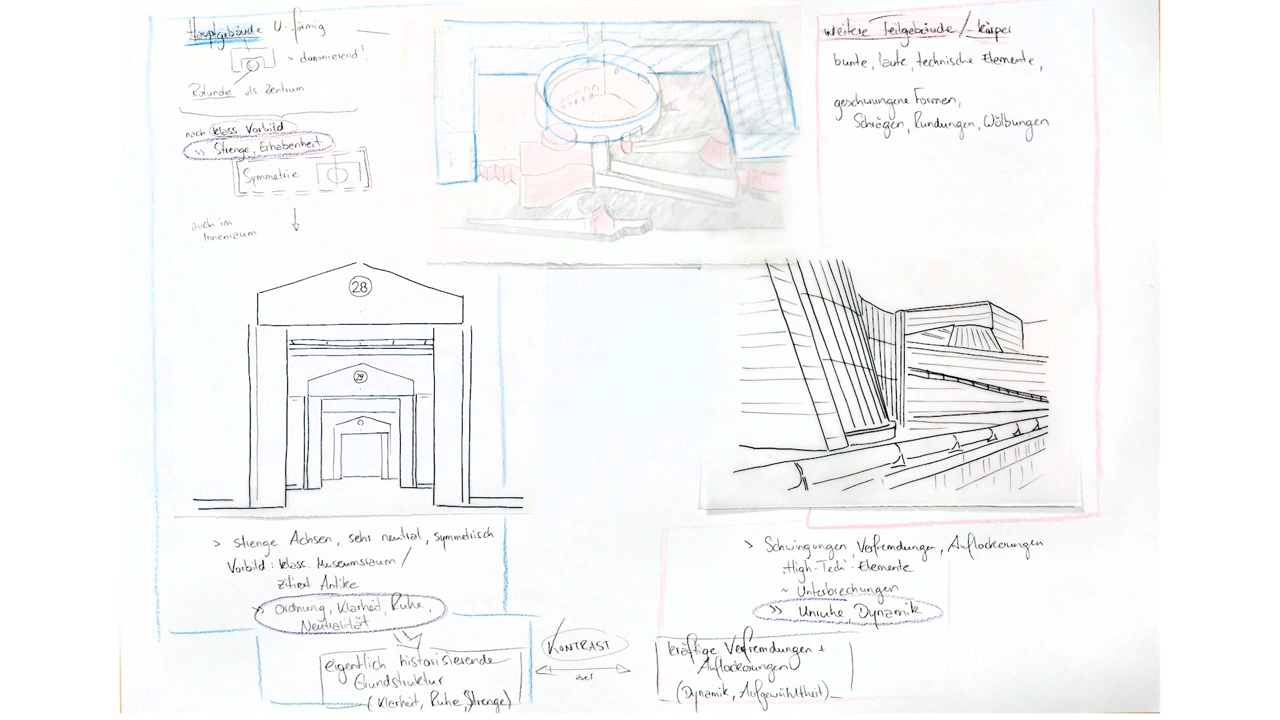 Hauptgebäude U-förmig
> dominierend!
Rotunde als Zentrum
nach klass. Vorbild
>> Strenge, Erhabenheit
Symmetrie
auch im
Innenraum
weitere Teilgebäude/-körper
bunte, laute, technische Elemente,
geschwungene Formen,
Schrägen, Rundungen, Wölbungen
28
29
> strenge Achsen, sehr neutral, symmetrisch
Vorbild: klass. Museumsraum/
zitiert Antike
>> Ordnung, Klarheit, Ruhe,
Neutralität
eigentlich historisierende
Grundstruktur
(Klarheit, Ruhe, Strenge)
KONTRAST
aber
> Schwingungen, Verfremdungen, Auflockerungen
"High-Tech"-Elemente
~ Unterbrechungen
>> Unruhe Dynamik
kräftige Verfremdungen +
Auflockerungen
(Dynamik, Aufgewühltheit)